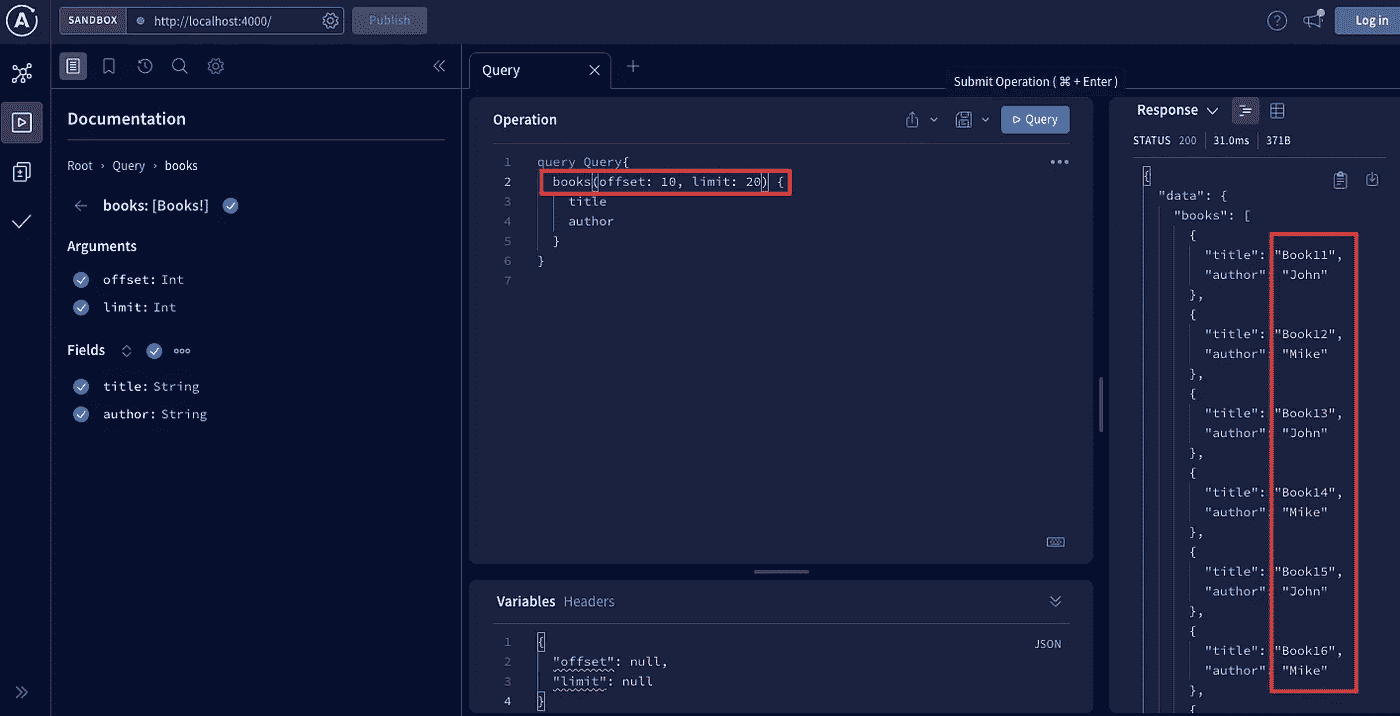 SANDBOX http://localhost:4000/ Publish Log in
Query
Submit Operation ( ⌘ + Enter )
Documentation
Root › Query › books
books: [Books!]
Arguments
offset: Int
limit: Int
Fields
title: String
author: String
Operation
Query
1 query Query{
2 books(offset: 10, limit: 20) {
3 title
4 author
5 }
6 }
7
Variables Headers
JSON
1 {
2 "offset": null,
3 "limit": null
4 }
Response
STATUS 200 31.0ms 371B
{
"data": {
"books": [
{
"title": "Book11",
"author": "John"
},
{
"title": "Book12",
"author": "Mike"
},
{
"title": "Book13",
"author": "John"
},
{
"title": "Book14",
"author": "Mike"
},
{
"title": "Book15",
"author": "John"
},
{
"title": "Book16",
"author": "Mike"
},
{